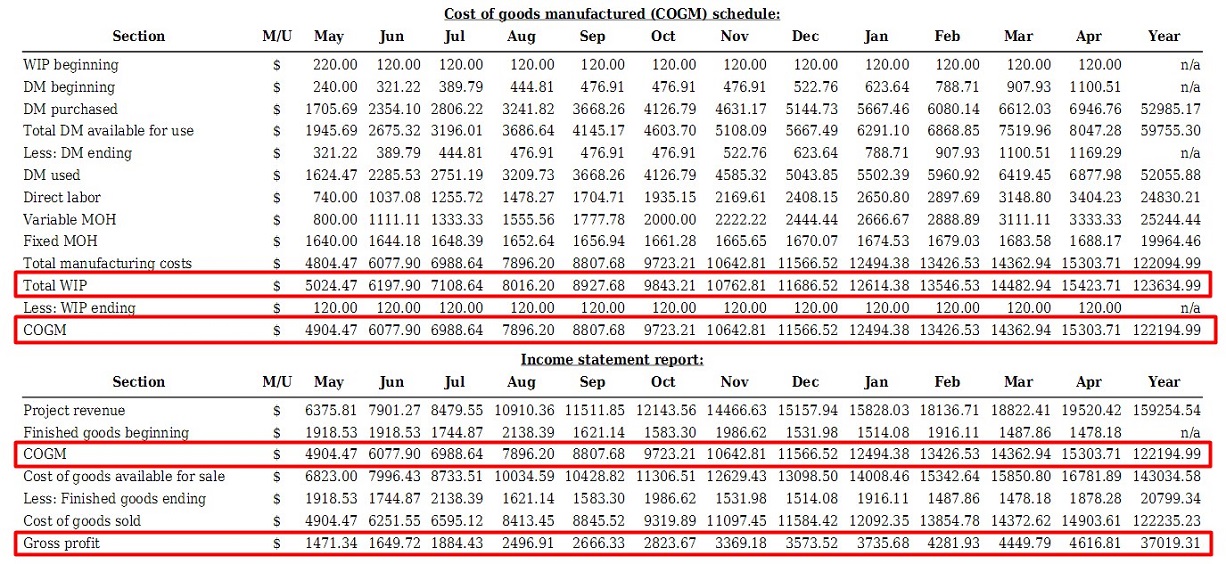 Cost of goods manufactured (COGM) schedule:
Section M/U May Jun Jul Aug Sep Oct Nov Dec Jan Feb Mar Apr Year
WIP beginning $ 220.00 120.00 120.00 120.00 120.00 120.00 120.00 120.00 120.00 120.00 120.00 120.00 n/a
DM beginning $ 240.00 321.22 389.79 444.81 476.91 476.91 476.91 522.76 623.64 788.71 907.93 1100.51 n/a
DM purchased $ 1705.69 2354.10 2806.22 3241.82 3668.26 4126.79 4631.17 5144.73 5667.46 6080.14 6612.03 6946.76 52985.17
Total DM available for use $ 1945.69 2675.32 3196.01 3686.64 4145.17 4603.70 5108.09 5667.49 6291.10 6868.85 7519.96 8047.28 59755.30
Less: DM ending $ 321.22 389.79 444.81 476.91 476.91 476.91 522.76 623.64 788.71 907.93 1100.51 1169.29 n/a
DM used $ 1624.47 2285.53 2751.19 3209.73 3668.26 4126.79 4585.32 5043.85 5502.39 5960.92 6419.45 6877.98 52055.88
Direct labor $ 740.00 1037.08 1255.72 1478.27 1704.71 1935.15 2169.61 2408.15 2650.80 2897.69 3148.80 3404.23 24830.21
Variable MOH $ 800.00 1111.11 1333.33 1555.56 1777.78 2000.00 2222.22 2444.44 2666.67 2888.89 3111.11 3333.33 25244.44
Fixed MOH $ 1640.00 1644.18 1648.39 1652.64 1656.94 1661.28 1665.65 1670.07 1674.53 1679.03 1683.58 1688.17 19964.46
Total manufacturing costs $ 4804.47 6077.90 6988.64 7896.20 8807.68 9723.21 10642.81 11566.52 12494.38 13426.53 14362.94 15303.71 122094.99
Total WIP $ 5024.47 6197.90 7108.64 8016.20 8927.68 9843.21 10762.81 11686.52 12614.38 13546.53 14482.94 15423.71 123634.99
Less: WIP ending $ 120.00 120.00 120.00 120.00 120.00 120.00 120.00 120.00 120.00 120.00 120.00 120.00 n/a
COGM $ 4904.47 6077.90 6988.64 7896.20 8807.68 9723.21 10642.81 11566.52 12494.38 13426.53 14362.94 15303.71 122194.99
Income statement report:
Section M/U May Jun Jul Aug Sep Oct Nov Dec Jan Feb Mar Apr Year
Project revenue $ 6375.81 7901.27 8479.55 10910.36 11511.85 12143.56 14466.63 15157.94 15828.03 18136.71 18822.41 19520.42 159254.54
Finished goods beginning $ 1918.53 1918.53 1744.87 2138.39 1621.14 1583.30 1986.62 1531.98 1514.08 1916.11 1487.86 1478.18 n/a
COGM $ 4904.47 6077.90 6988.64 7896.20 8807.68 9723.21 10642.81 11566.52 12494.38 13426.53 14362.94 15303.71 122194.99
Cost of goods available for sale $ 6823.00 7996.43 8733.51 10034.59 10428.82 11306.51 12629.43 13098.50 14008.46 15342.64 15850.80 16781.89 143034.58
Less: Finished goods ending $ 1918.53 1744.87 2138.39 1621.14 1583.30 1986.62 1531.98 1514.08 1916.11 1487.86 1478.18 1878.28 20799.34
Cost of goods sold $ 4904.47 6251.55 6595.12 8413.45 8845.52 9319.89 11097.45 11584.42 12092.35 13854.78 14372.62 14903.61 122235.23
Gross profit $ 1471.34 1649.72 1884.43 2496.91 2666.33 2823.67 3369.18 3573.52 3735.68 4281.93 4449.79 4616.81 37019.31